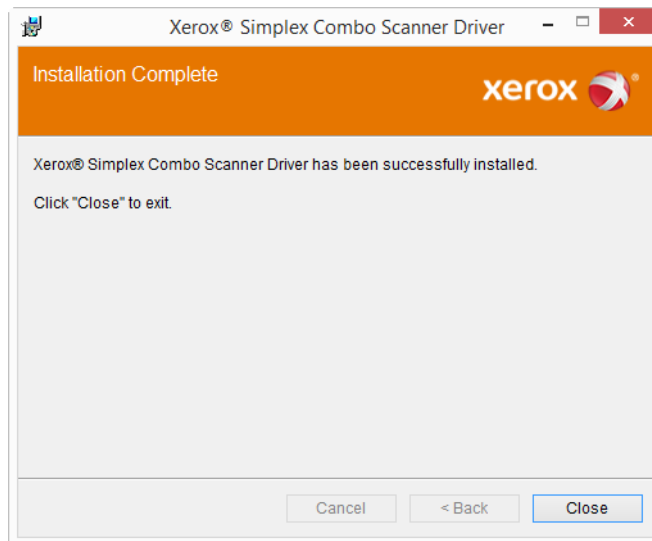 Xerox® Simplex Combo Scanner Driver
Installation Complete
xerox
Xerox® Simplex Combo Scanner Driver has been successfully installed.
Click "Close" to exit.
Cancel
< Back
Close